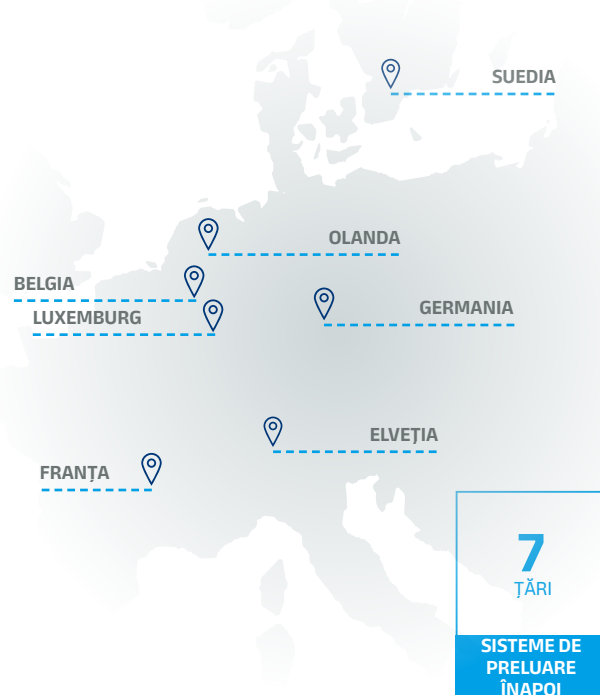 SUEDIA
OLANDA
BELGIA
LUXEMBURG
GERMANIA
ELVEȚIA
FRANȚA
7
ȚĂRI
SISTEME DE
PRELUARE
ÎNAPOI